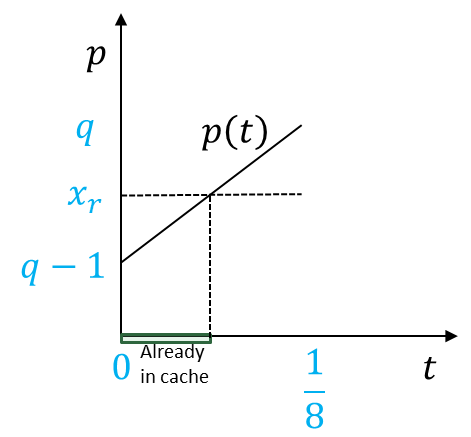 p
q
p(t)
x_r
q − 1
Already
in cache
0
1
8
t